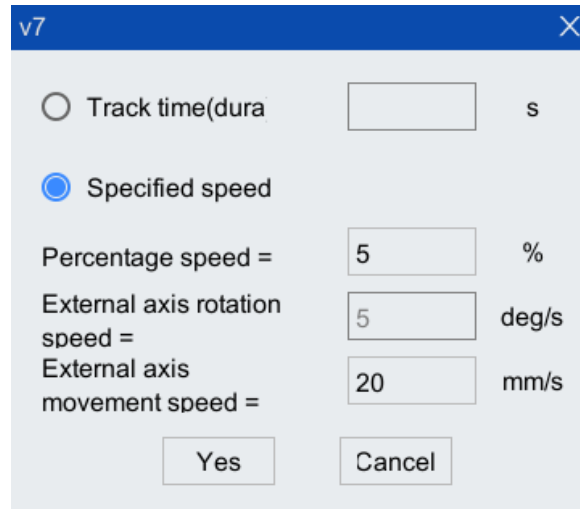 v7
Track time(dura
s
Specified speed
Percentage speed =
5
%
External axis rotation
speed =
5
deg/s
External axis
movement speed =
20
mm/s
Yes
Cancel